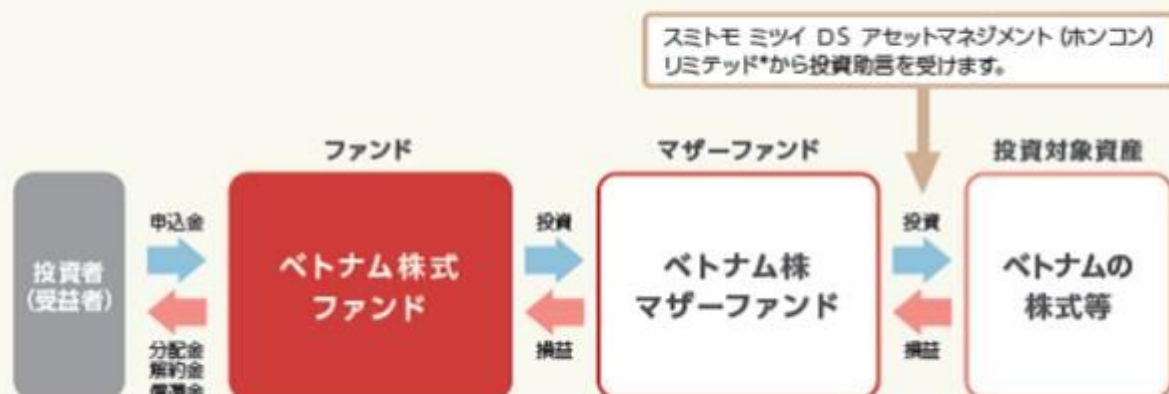 スミトモ ミツイ DS アセットマネジメント (ホンコン)
リミテッド*から投資助言を受けます。
ファンド
マザーファンド
投資対象資産
投資者
(受益者)
申込金
分配金
解約金
償還金
ベトナム株式
ファンド
投資
損益
ベトナム株
マザーファンド
投資
損益
ベトナムの
株式等